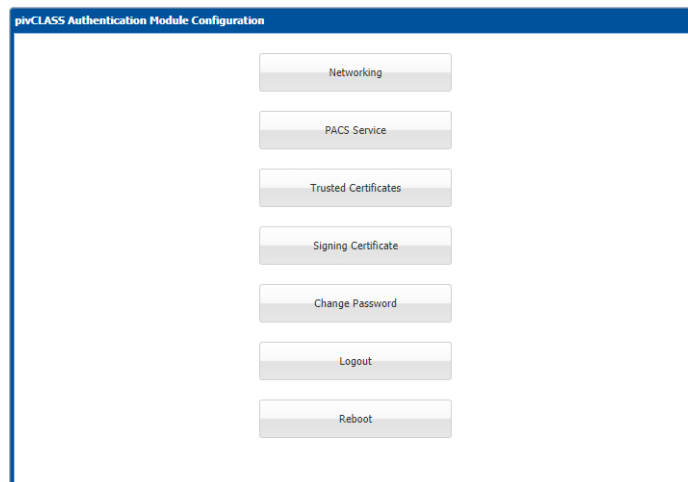 pivCLASS Authentication Module Configuration
Networking
PACS Service
Trusted Certificates
Signing Certificate
Change Password
Logout
Reboot